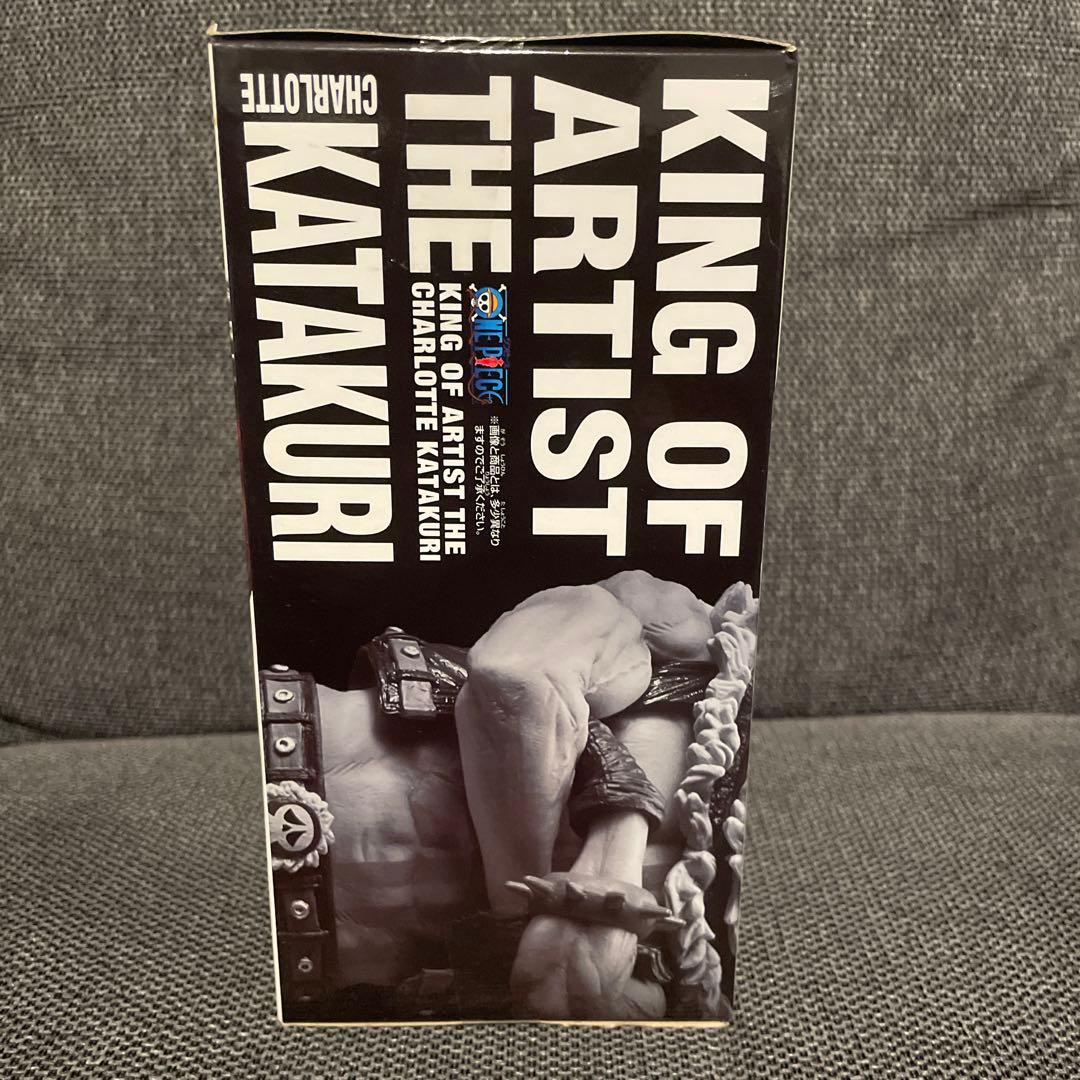 KING OF
ARTIST
THE
CHARLOTTE
KATAKURI
ONE PIECE
KING OF ARTIST THE
CHARLOTTE KATAKURI
※画像と商品とは、多少異なり
ますのでご了承ください。